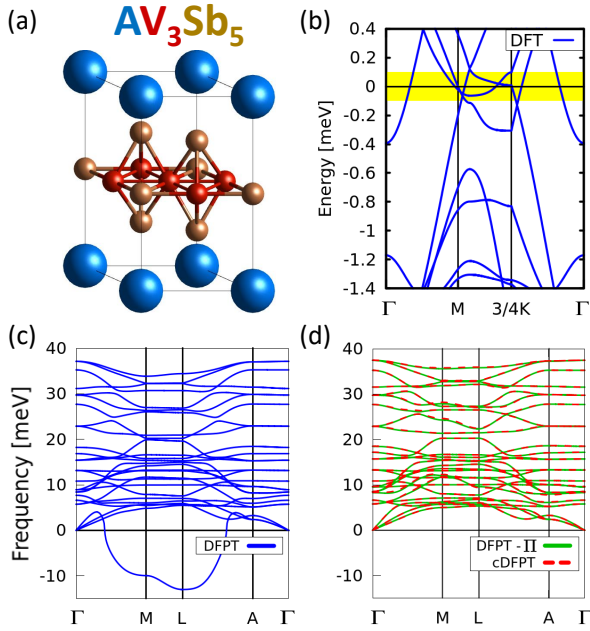 (a)
AV3Sb5
(b)
DFT
Energy [meV]
0.4
0.2
0
-0.2
-0.4
-0.6
-0.8
-1
-1.2
-1.4
Γ
M
3/4K
Γ
(c)
Frequency [meV]
40
30
20
10
0
-10
DFPT
Γ
M
L
A
Γ
(d)
40
30
20
10
0
-10
DFPT -Π
cDFPT
Γ
M
L
A
Γ